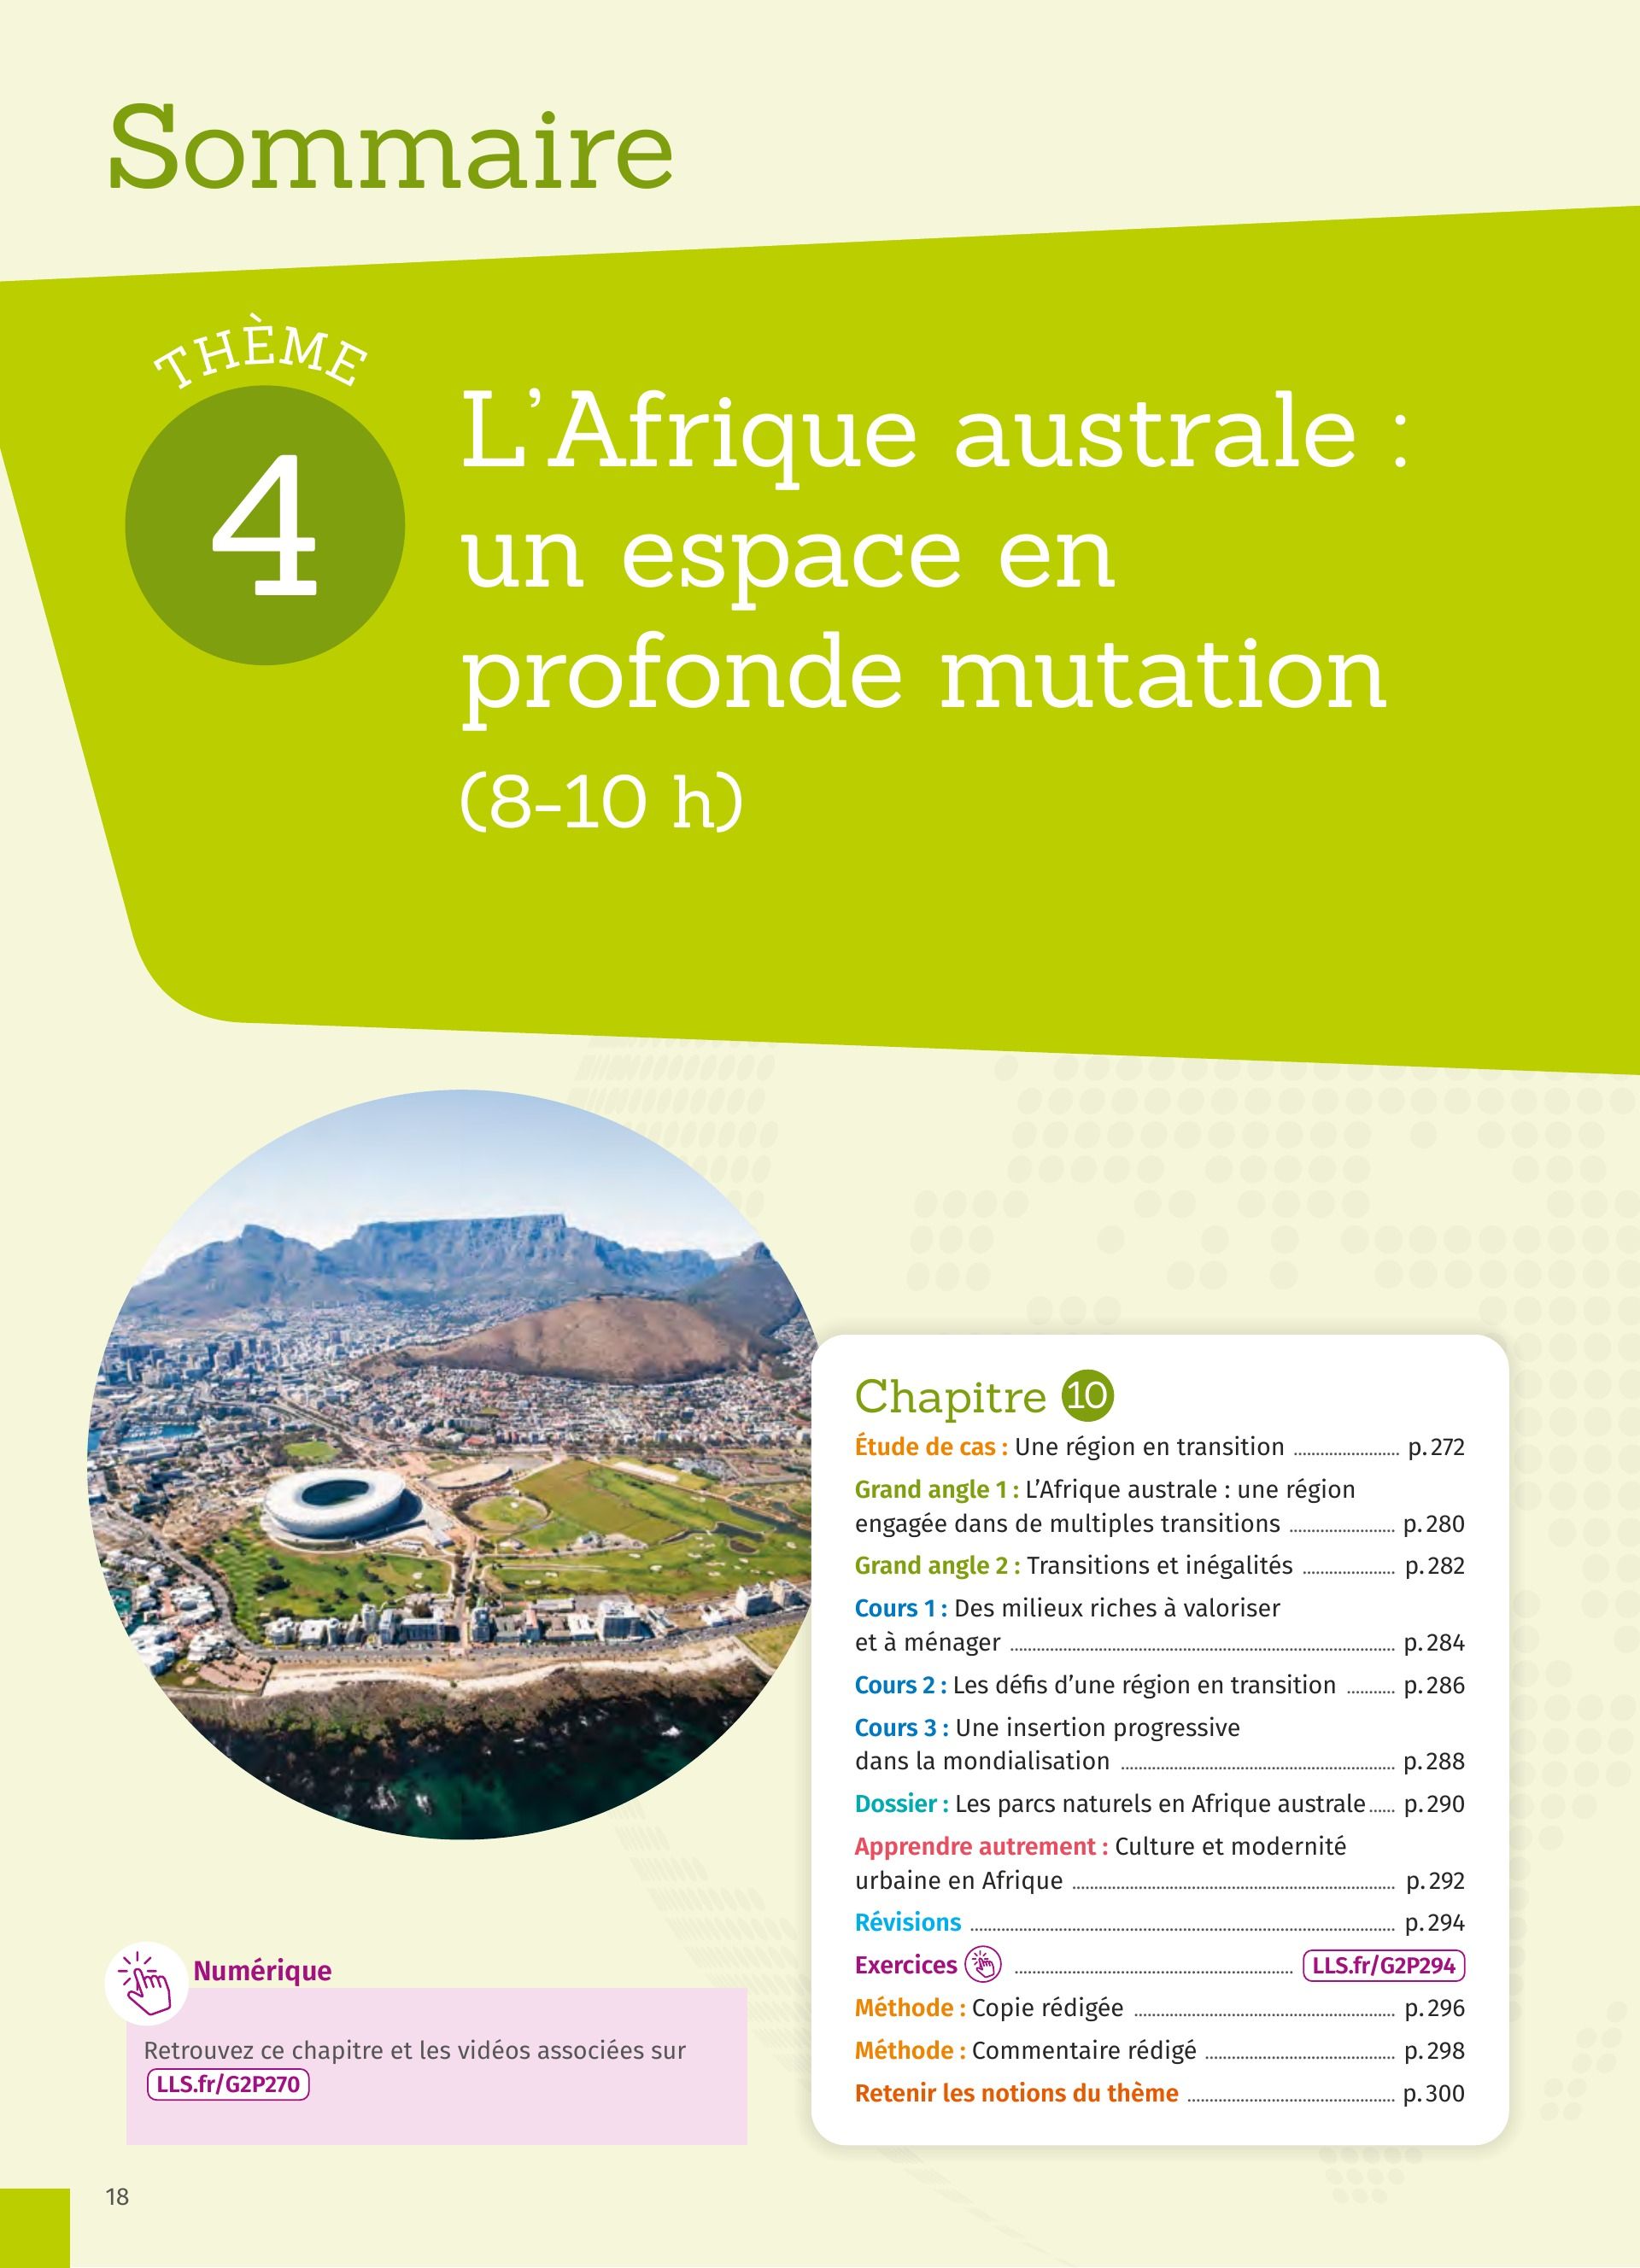 Sommaire
THÈME
4
L'Afrique australe :
un espace en
profonde mutation
(8-10 h)
Chapitre 10
Étude de cas : Une région en transition ........ p. 272
Grand angle 1 : L'Afrique australe : une région
engagée dans de multiples transitions ........ p. 280
Grand angle 2 : Transitions et inégalités ........ p. 282
Cours 1 : Des milieux riches à valoriser
et à ménager ........ p. 284
Cours 2 : Les défis d'une région en transition ........ p. 286
Cours 3 : Une insertion progressive
dans la mondialisation ........ p. 288
Dossier : Les parcs naturels en Afrique australe ........ p. 290
Apprendre autrement : Culture et modernité
urbaine en Afrique ........ p. 292
Révisions ........ p. 294
Exercices ........ LLS.fr/G2P294
Méthode : Copie rédigée ........ p. 296
Méthode : Commentaire rédigé ........ p. 298
Retenir les notions du thème ........ p. 300
Numérique
Retrouvez ce chapitre et les vidéos associées sur
LLS.fr/G2P270
18